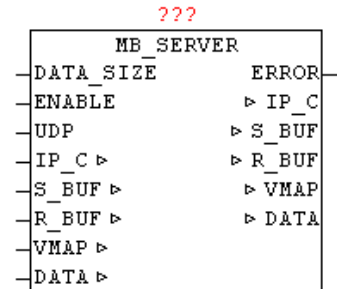 ???
MB_SERVER
DATA_SIZE ERROR
ENABLE ▷ IP_C
UDP ▷ S_BUF
IP_C ▷ ▷ R_BUF
S_BUF ▷ ▷ VMAP
R_BUF ▷ ▷ DATA
VMAP ▷
DATA ▷